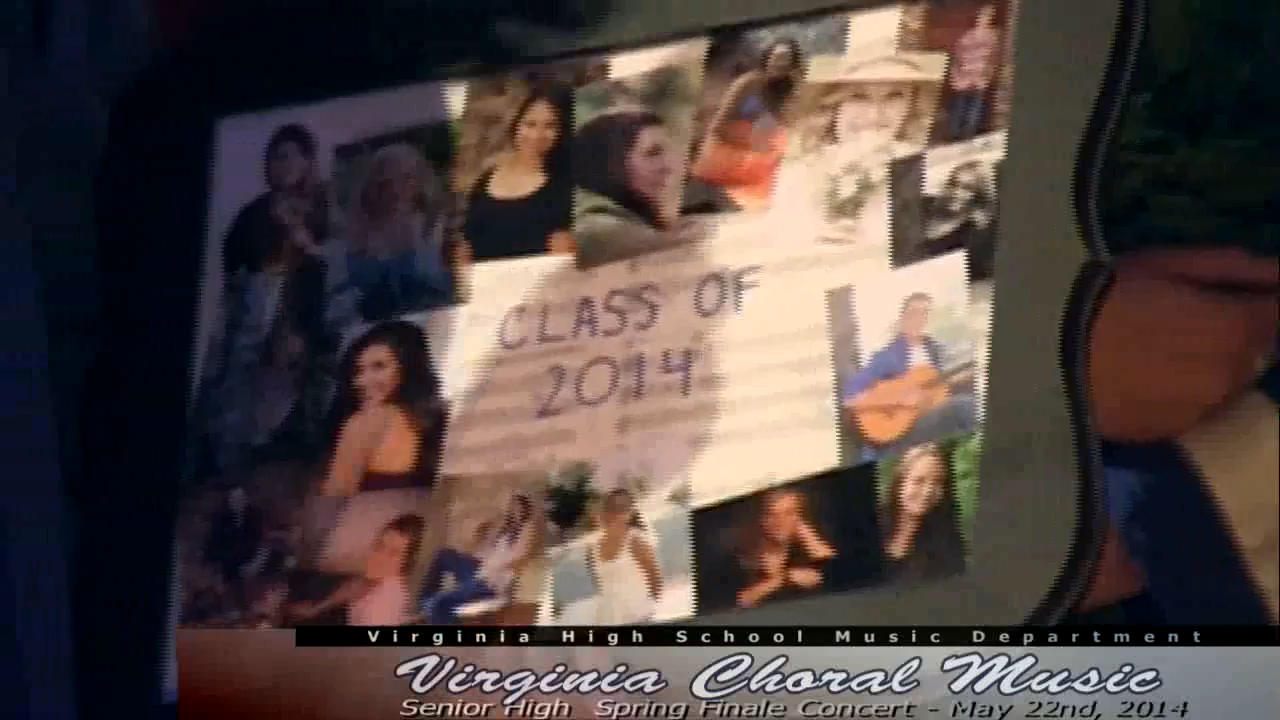 CLASS OF
2014
Virginia High School Music Department
Virginia Choral Music
Senior High Spring Finale Concert - May 22nd, 2014